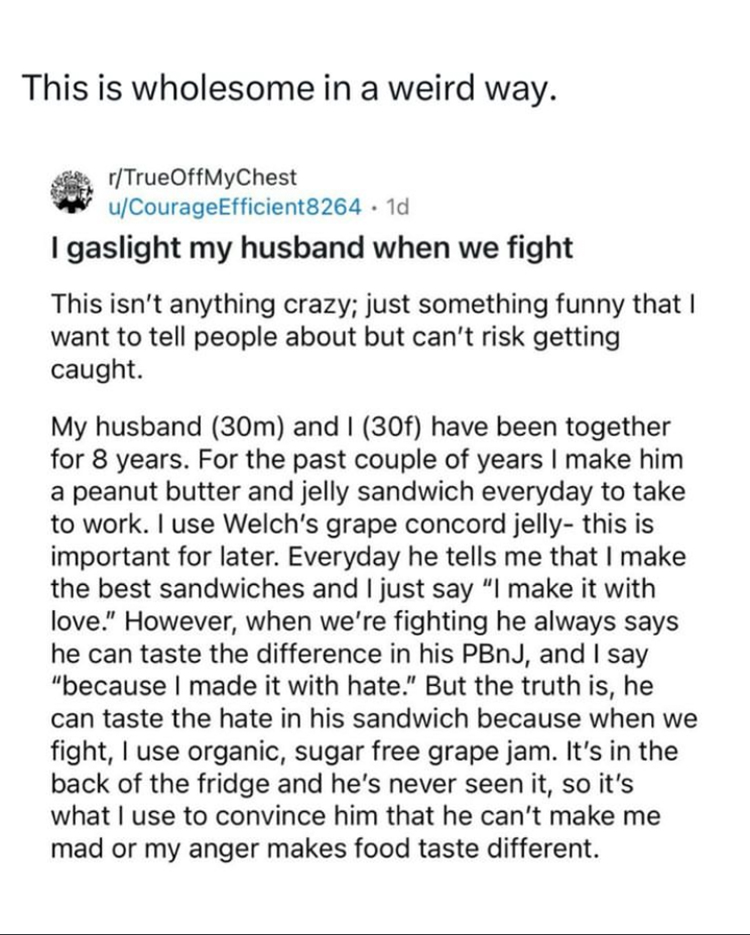 This is wholesome in a weird way.
r/TrueOffMyChest
u/CourageEfficient8264 · 1d
I gaslight my husband when we fight
This isn't anything crazy; just something funny that I
want to tell people about but can't risk getting
caught.
My husband (30m) and I (30f) have been together
for 8 years. For the past couple of years I make him
a peanut butter and jelly sandwich everyday to take
to work. I use Welch's grape concord jelly- this is
important for later. Everyday he tells me that I make
the best sandwiches and I just say "I make it with
love." However, when we're fighting he always says
he can taste the difference in his PBnJ, and I say
"because I made it with hate." But the truth is, he
can taste the hate in his sandwich because when we
fight, I use organic, sugar free grape jam. It's in the
back of the fridge and he's never seen it, so it's
what I use to convince him that he can't make me
mad or my anger makes food taste different.